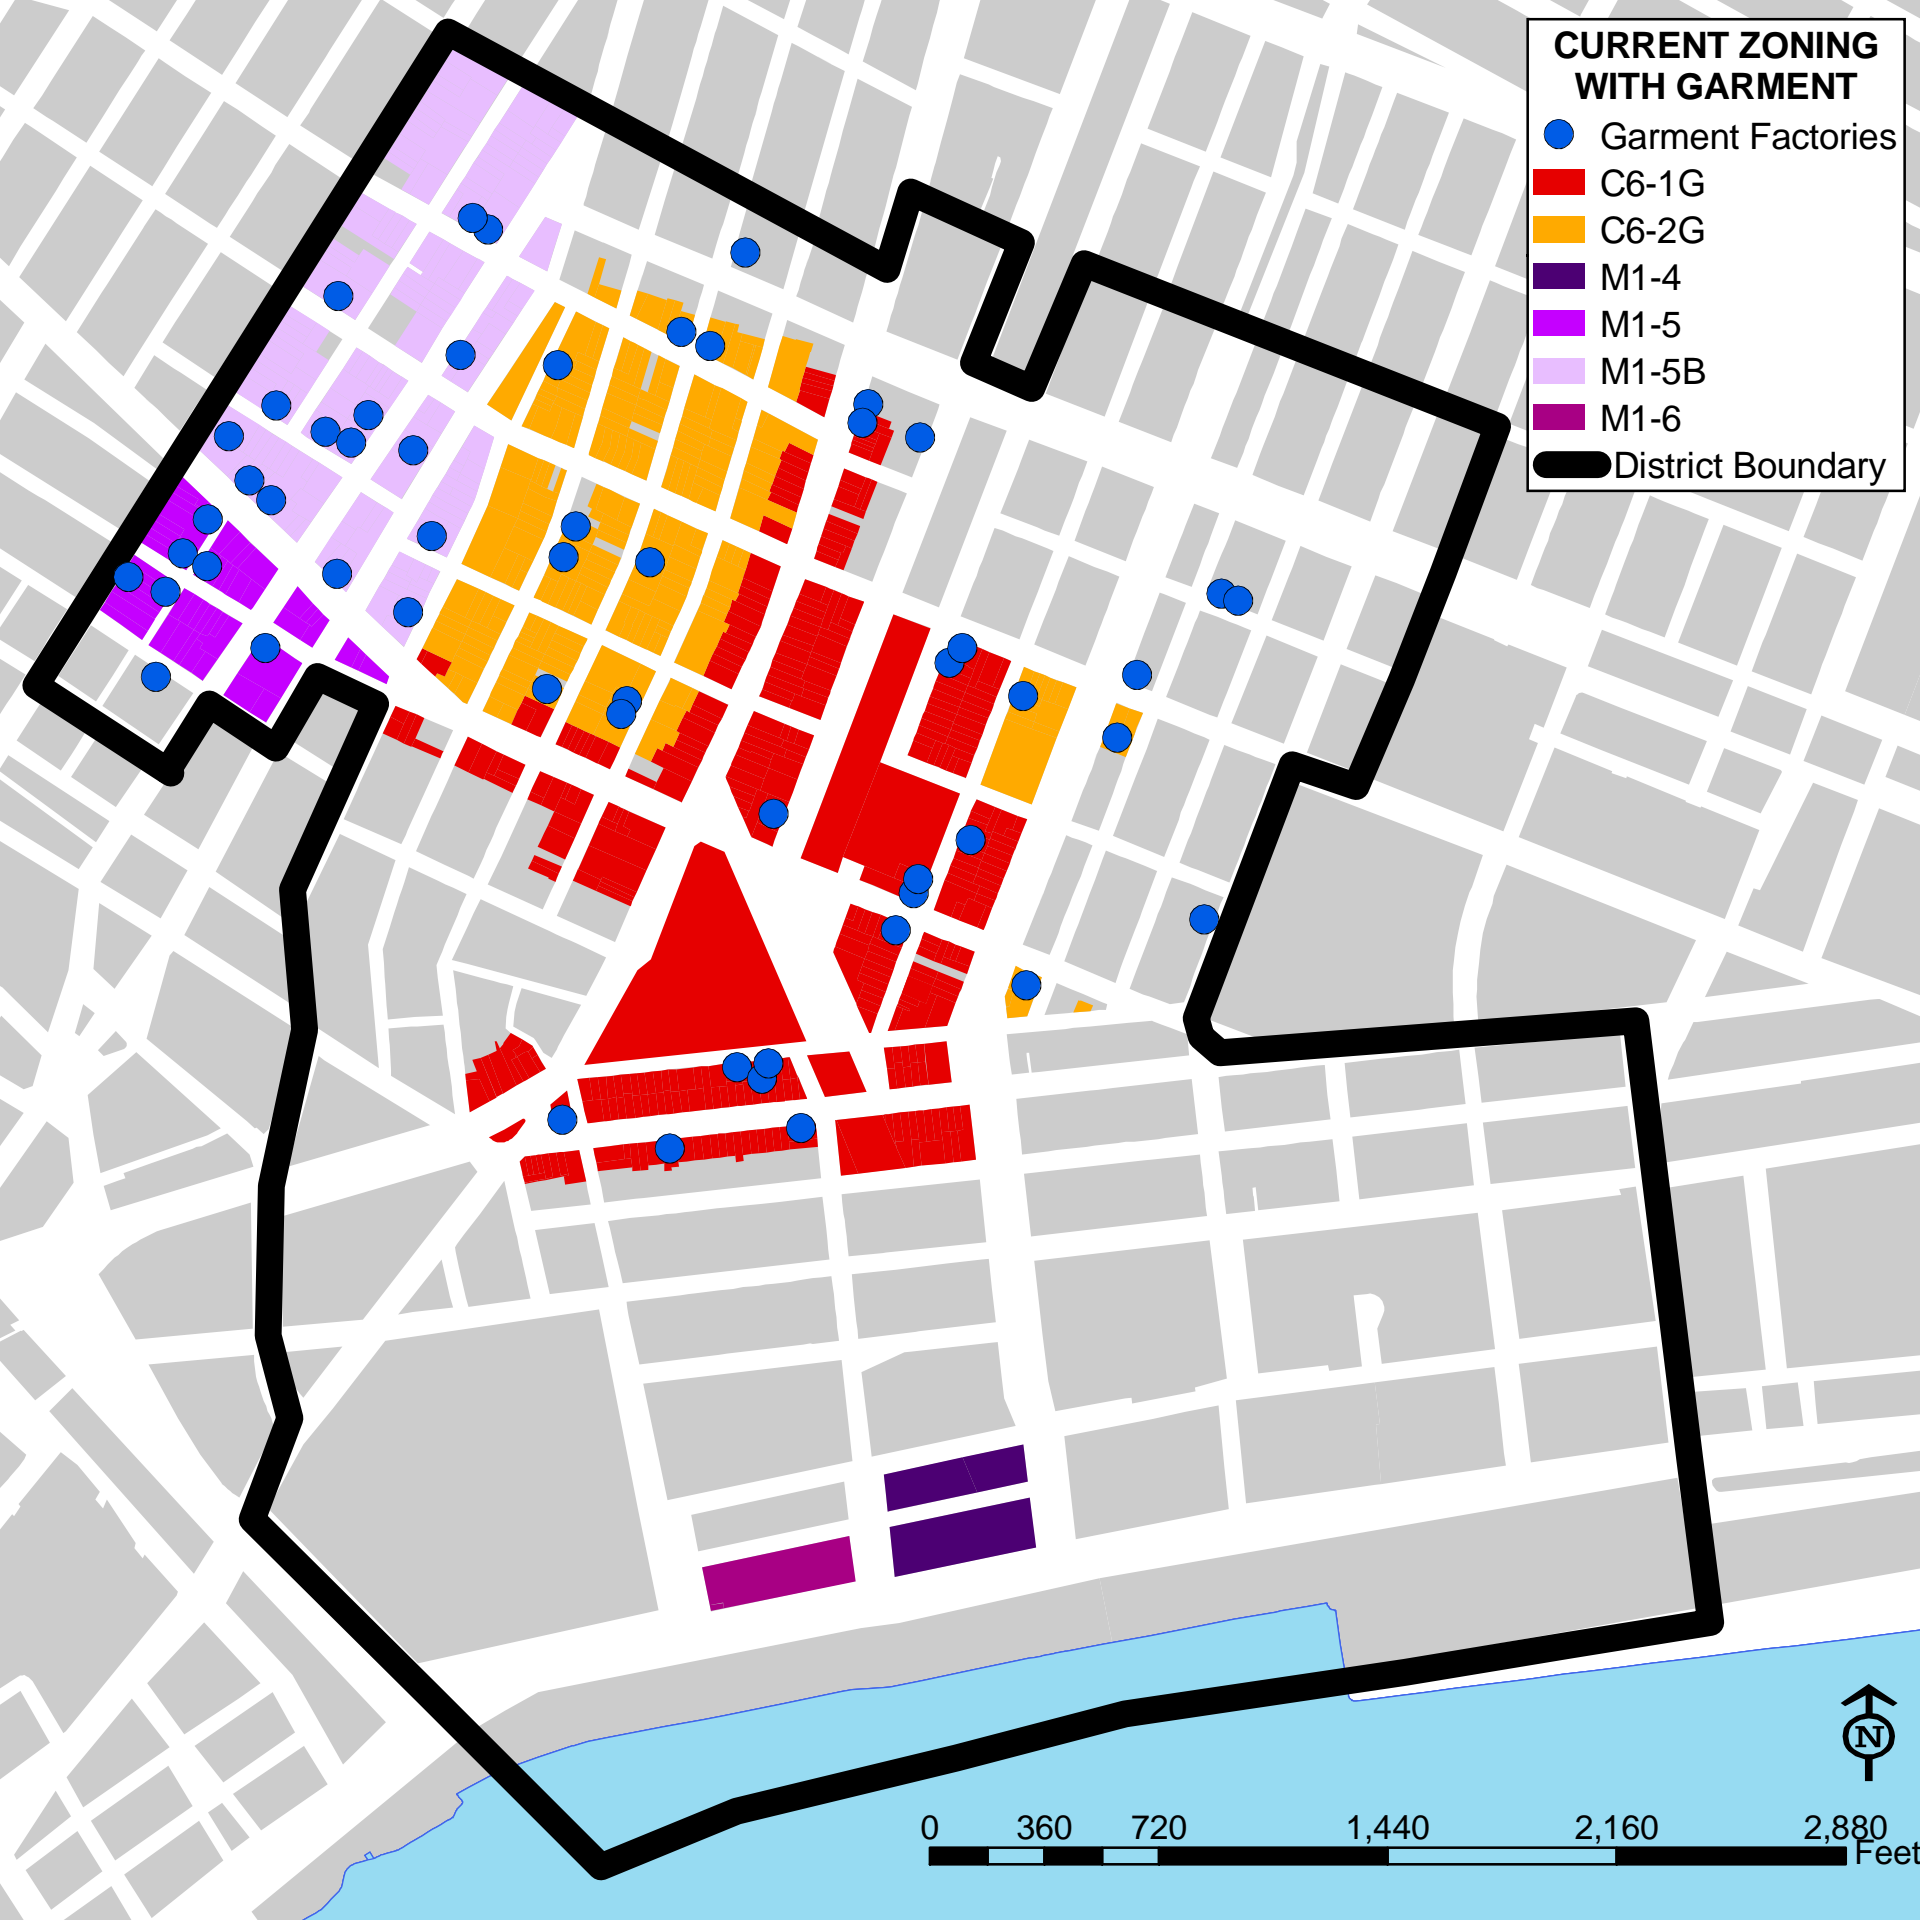 CURRENT ZONING
WITH GARMENT
Garment Factories
C6-1G
C6-2G
M1-4
M1-5
M1-5B
M1-6
District Boundary
N
0 360 720 1,440 2,160 2,880
Feet